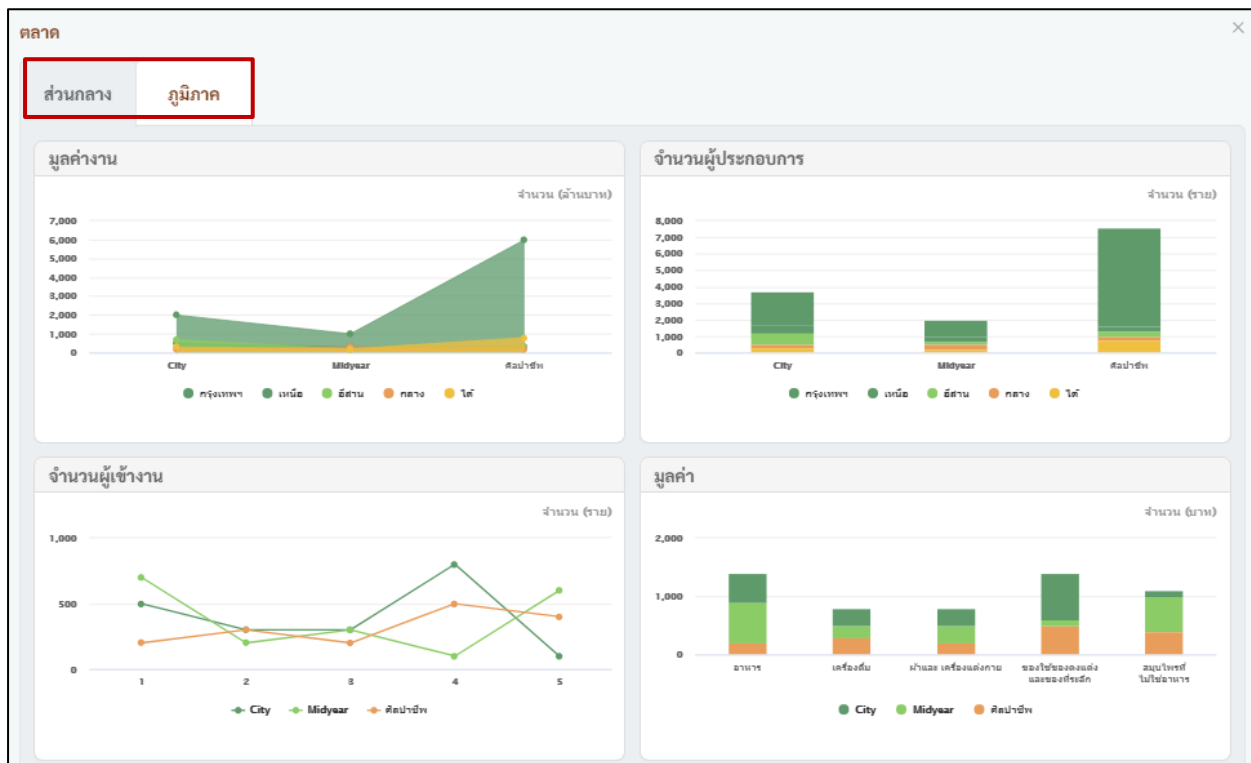 ตลาด
ส่วนกลาง ภูมิภาค
มูลค่างาน
จำนวน (ล้านบาท)
7,000
6,000
5,000
4,000
3,000
2,000
1,000
0
City Midyear ศิลปาชีพ
กรุงเทพฯ เหนือ อีสาน กลาง ใต้
จำนวนผู้ประกอบการ
จำนวน (ราย)
8,000
7,000
6,000
5,000
4,000
3,000
2,000
1,000
0
City Midyear ศิลปาชีพ
กรุงเทพฯ เหนือ อีสาน กลาง ใต้
จำนวนผู้เข้างาน
จำนวน (ราย)
1,000
500
0
1 2 3 4 5
City Midyear ศิลปาชีพ
มูลค่า
จำนวน (บาท)
2,000
1,000
0
อาหาร เครื่องดื่ม ผ้าและ เครื่องแต่งกาย ของใช้ของตกแต่ง สมุนไพรที่
และของที่ระลึก ไม่ใช่อาหาร
City Midyear ศิลปาชีพ